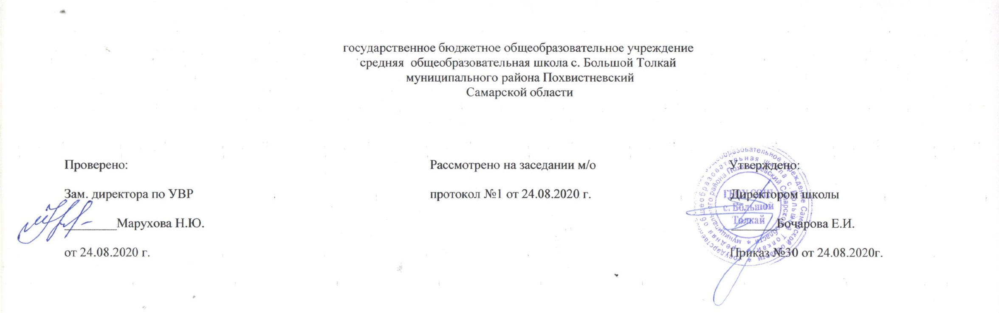 государственное бюджетное общеобразовательное учреждение
средняя общеобразовательная школа с. Большой Толкай
муниципального района Похвистневский
Самарской области
Проверено:
Зам. директора по УВР
_________Марухова Н.Ю.
от 24.08.2020 г.
Рассмотрено на заседании м/о
протокол №1 от 24.08.2020 г.
Утверждено:
Директором школы
________Бочарова Е.И.
Приказ №30 от 24.08.2020г.
ГБОУ СОШ
с. Большой
Толкай